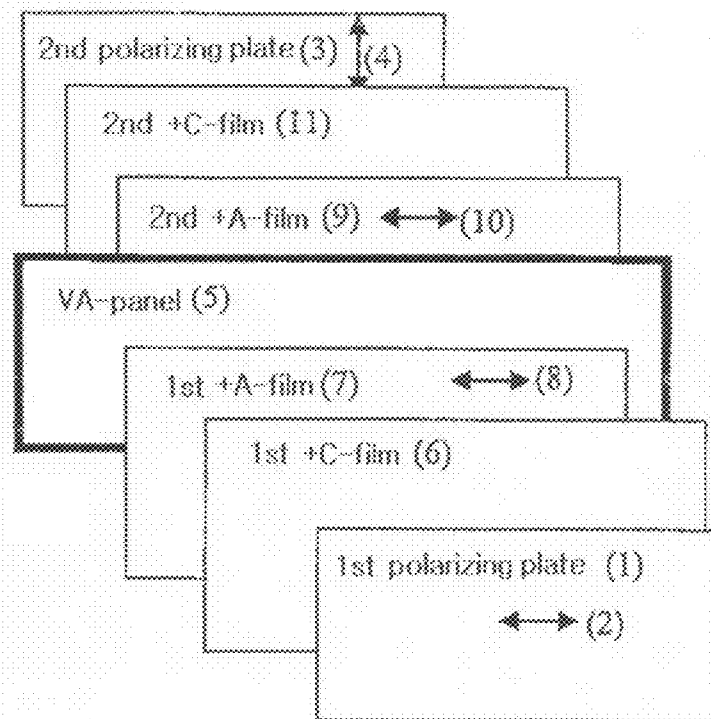 2nd polarizing plate (3) (4)
2nd +C-film (11)
2nd +A-film (9) (10)
VA-panel (5)
1st +A-film (7) (8)
1st +C-film (6)
1st polarizing plate (1)
(2)